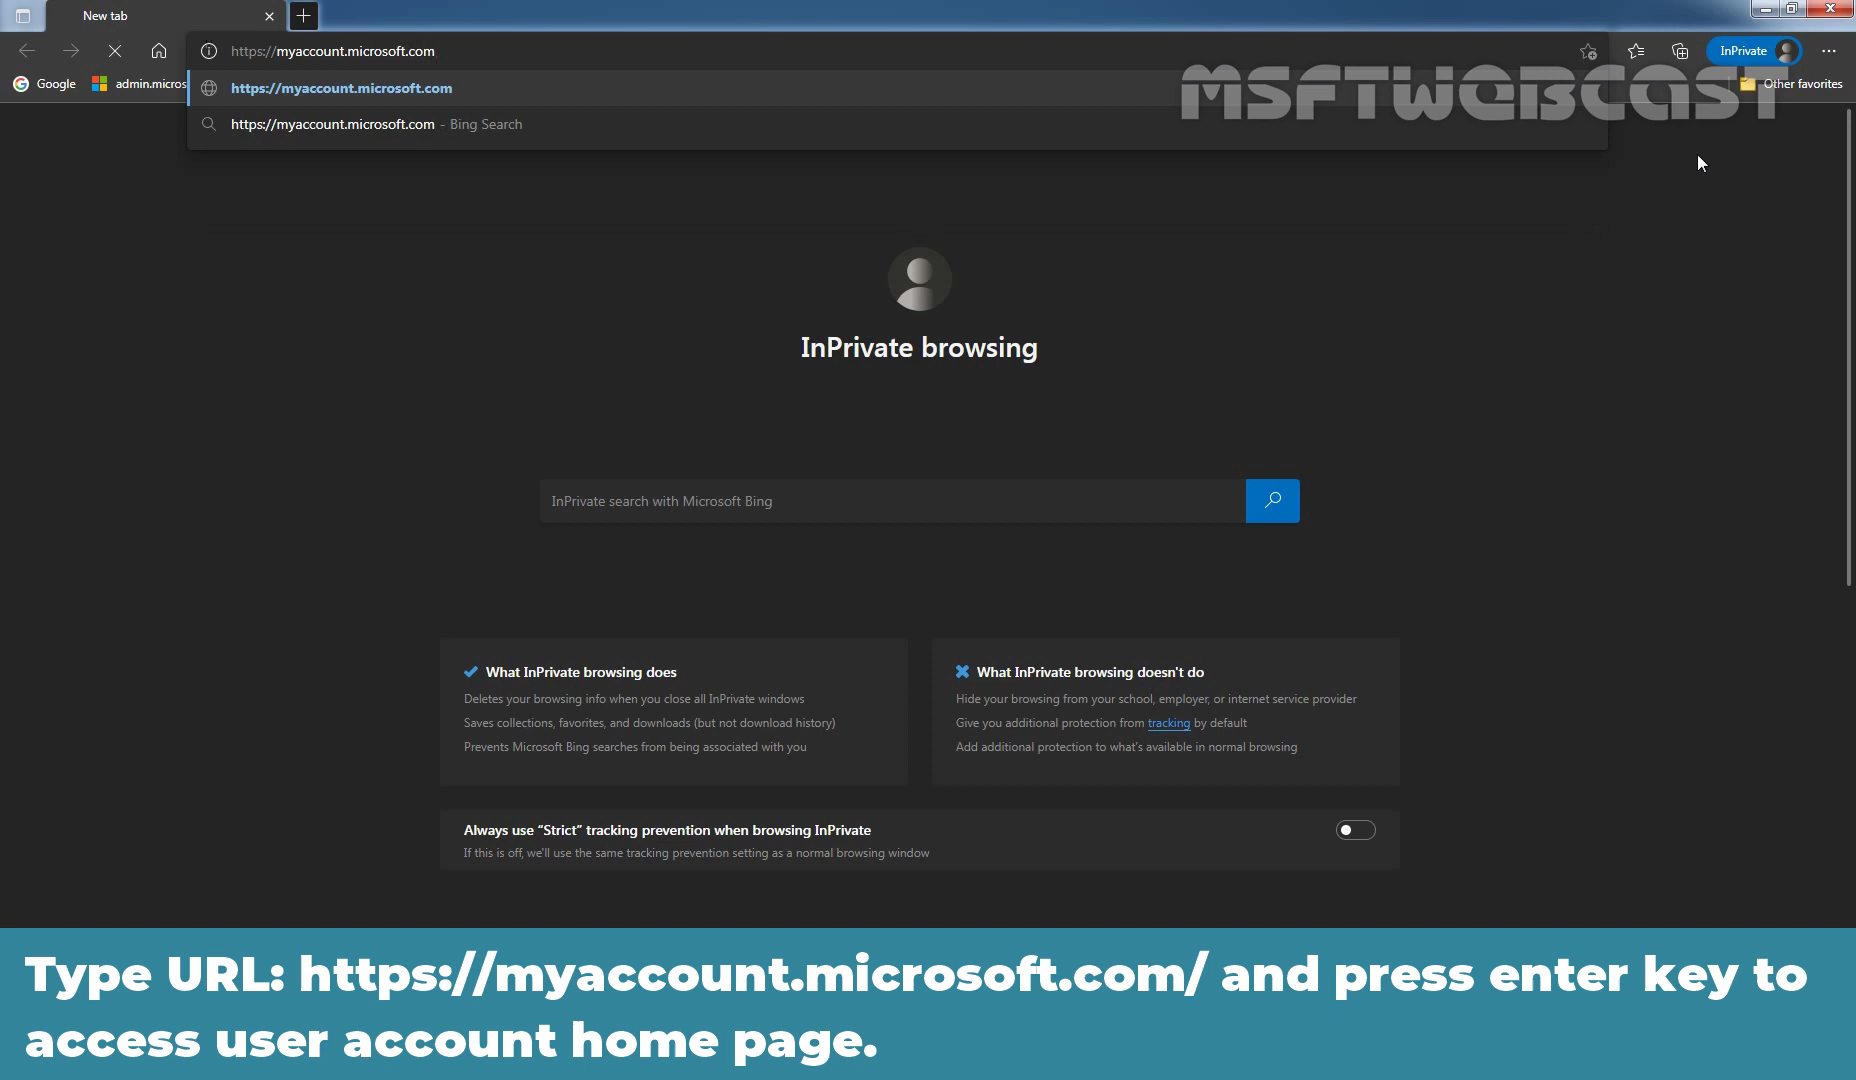 New tab
https://myaccount.microsoft.com
InPrivate
Google
admin.micros
https://myaccount.microsoft.com
MSFTWEBCAST
Other favorites
https://myaccount.microsoft.com - Bing Search
InPrivate browsing
InPrivate search with Microsoft Bing
What InPrivate browsing does
Deletes your browsing info when you close all InPrivate windows
Saves collections, favorites, and downloads (but not download history)
Prevents Microsoft Bing searches from being associated with you
What InPrivate browsing doesn't do
Hide your browsing from your school, employer, or internet service provider
Give you additional protection from tracking by default
Add additional protection to what's available in normal browsing
Always use “Strict” tracking prevention when browsing InPrivate
If this is off, we'll use the same tracking prevention setting as a normal browsing window
Type URL: https://myaccount.microsoft.com/ and press enter key to
access user account home page.